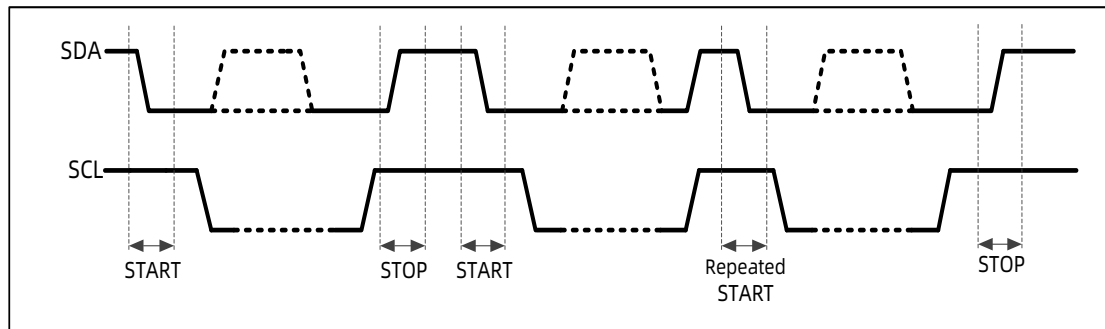 SDA
SCL
START
STOP
START
Repeated
START
STOP